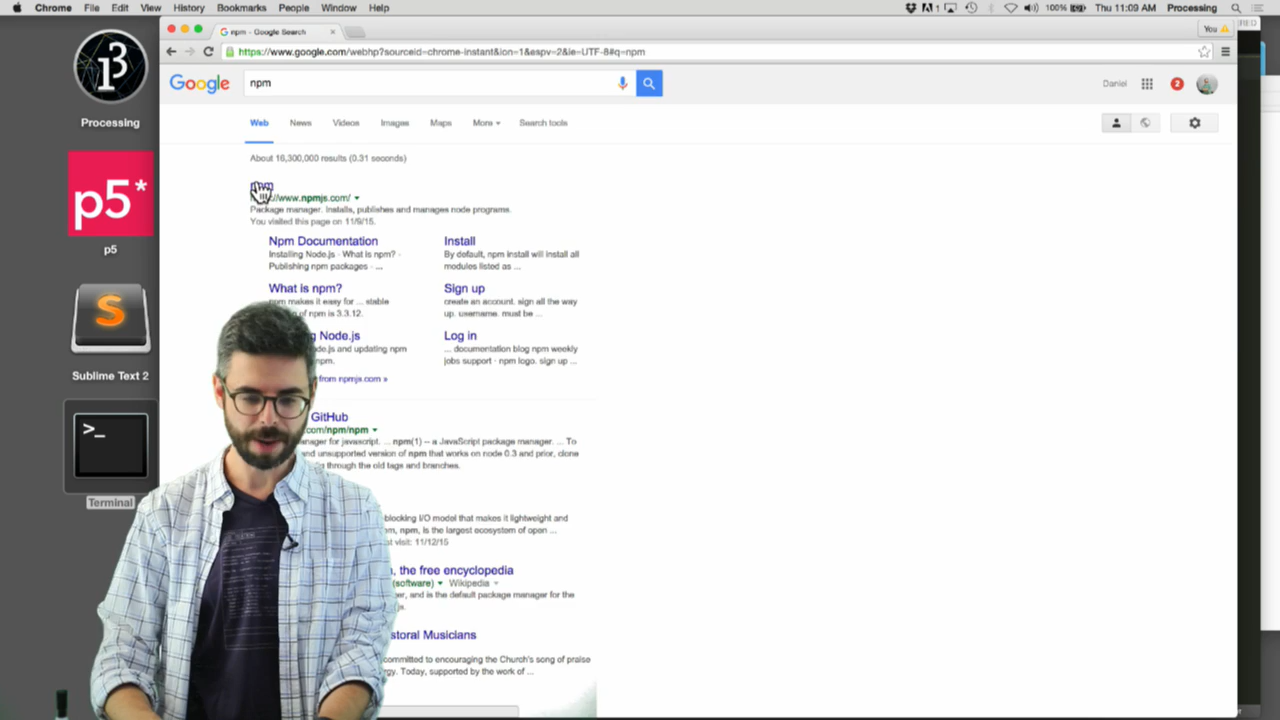 Chrome File Edit View History Bookmarks People Window Help
100% Thu 11:09 AM Processing
npm - Google Search
You
https://www.google.com/webhp?sourceid=chrome-instant&ion=1&espv=2&ie=UTF-8#q=npm
Google npm
Daniel 2
Web News Videos Images Maps More Search tools
About 16,300,000 results (0.31 seconds)
npm
//www.npmjs.com/
Package manager. Installs, publishes and manages node programs.
You visited this page on 11/9/15.
Npm Documentation
Installing Node.js - What is npm? -
Publishing npm packages - ...
Install
By default, npm install will install all
modules listed as ...
What is npm?
npm makes it easy for ... stable
of npm is 3.3.12.
Sign up
create an account. sign all the way
up. username. must be ...
Node.js
de.js and updating npm
npm.
Log in
... documentation blog npm weekly
jobs support · npm logo. sign up ...
from npmjs.com »
GitHub
.com/npm/npm
nager for javascript. ... npm(1) -- a JavaScript package manager. ... To
and unsupported version of npm that works on node 0.3 and prior, clone
through the old tags and branches.
blocking I/O model that makes it lightweight and
npm, is the largest ecosystem of open ...
visit: 11/12/15
, the free encyclopedia
(software) Wikipedia
, and is the default package manager for the
js.
storal Musicians
committed to encouraging the Church's song of praise
rgy. Today, supported by the work of ...
Processing
p5*
p5
S
Sublime Text 2
>_
Terminal